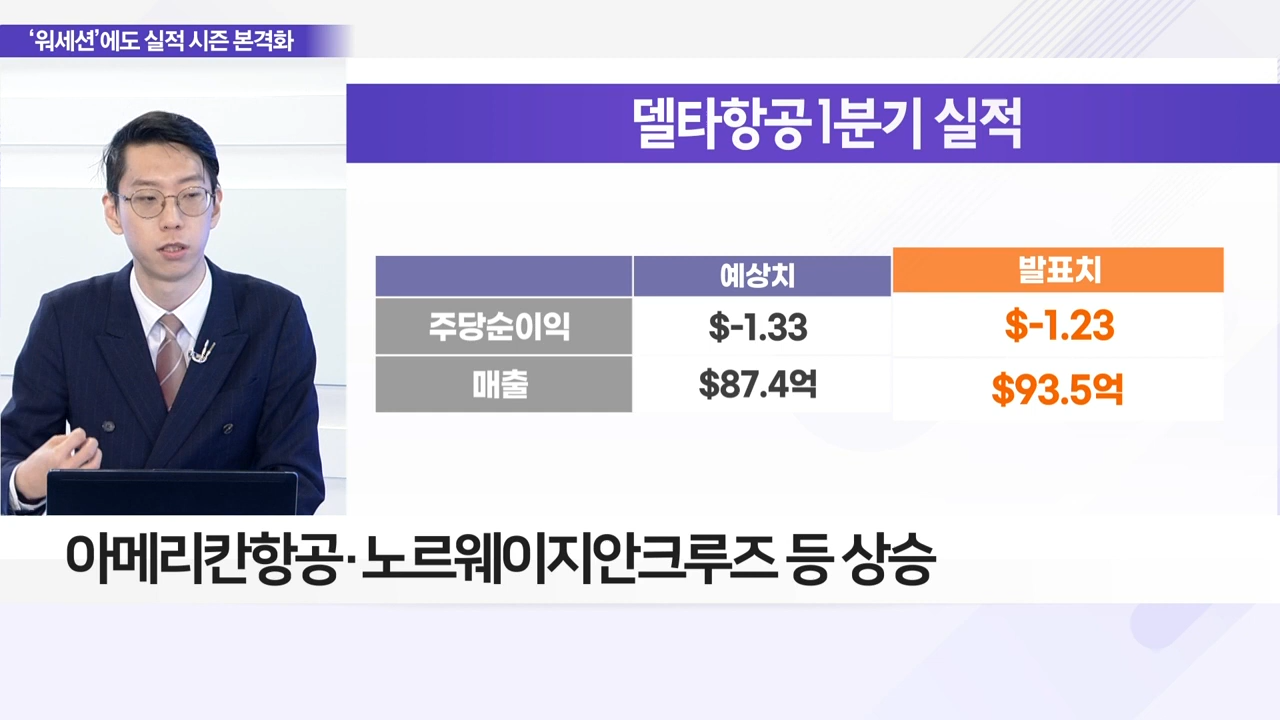 ‘워세션’에도 실적 시즌 본격화
델타항공 1분기 실적
예상치 발표치
주당순이익 $-1.33 $-1.23
매출 $87.4억 $93.5억
아메리칸항공·노르웨이지안크루즈 등 상승